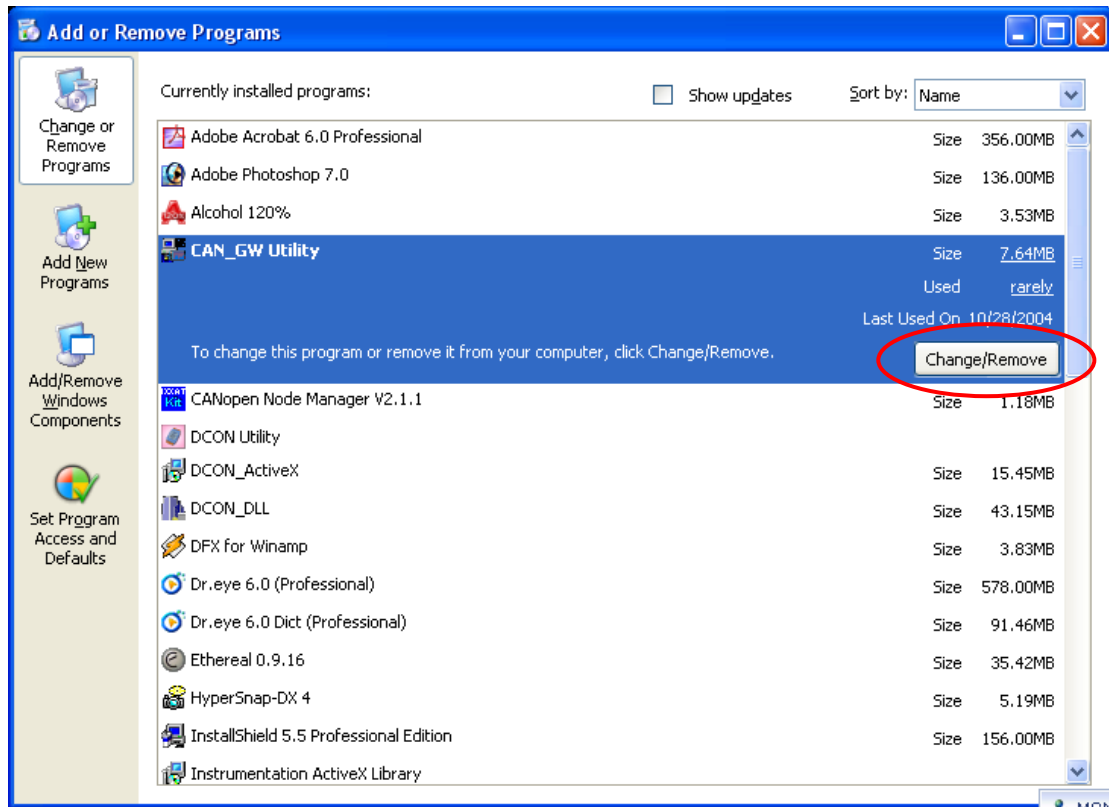 Add or Remove Programs
Change or
Remove
Programs
Add New
Programs
Add/Remove
Windows
Components
Set Program
Access and
Defaults
Currently installed programs: Show updates Sort by: Name
Adobe Acrobat 6.0 Professional Size 356.00MB
Adobe Photoshop 7.0 Size 136.00MB
Alcohol 120% Size 3.53MB
CAN_GW Utility Size 7.64MB
Used rarely
Last Used On 10/28/2004
To change this program or remove it from your computer, click Change/Remove. Change/Remove
CANopen Node Manager V2.1.1 Size 1.18MB
DCON Utility
DCON_ActiveX Size 15.45MB
DCON_DLL Size 43.15MB
DFX for Winamp Size 3.83MB
Dr.eye 6.0 (Professional) Size 578.00MB
Dr.eye 6.0 Dict (Professional) Size 91.46MB
Ethereal 0.9.16 Size 35.42MB
HyperSnap-DX 4 Size 5.19MB
InstallShield 5.5 Professional Edition Size 156.00MB
Instrumentation ActiveX Library